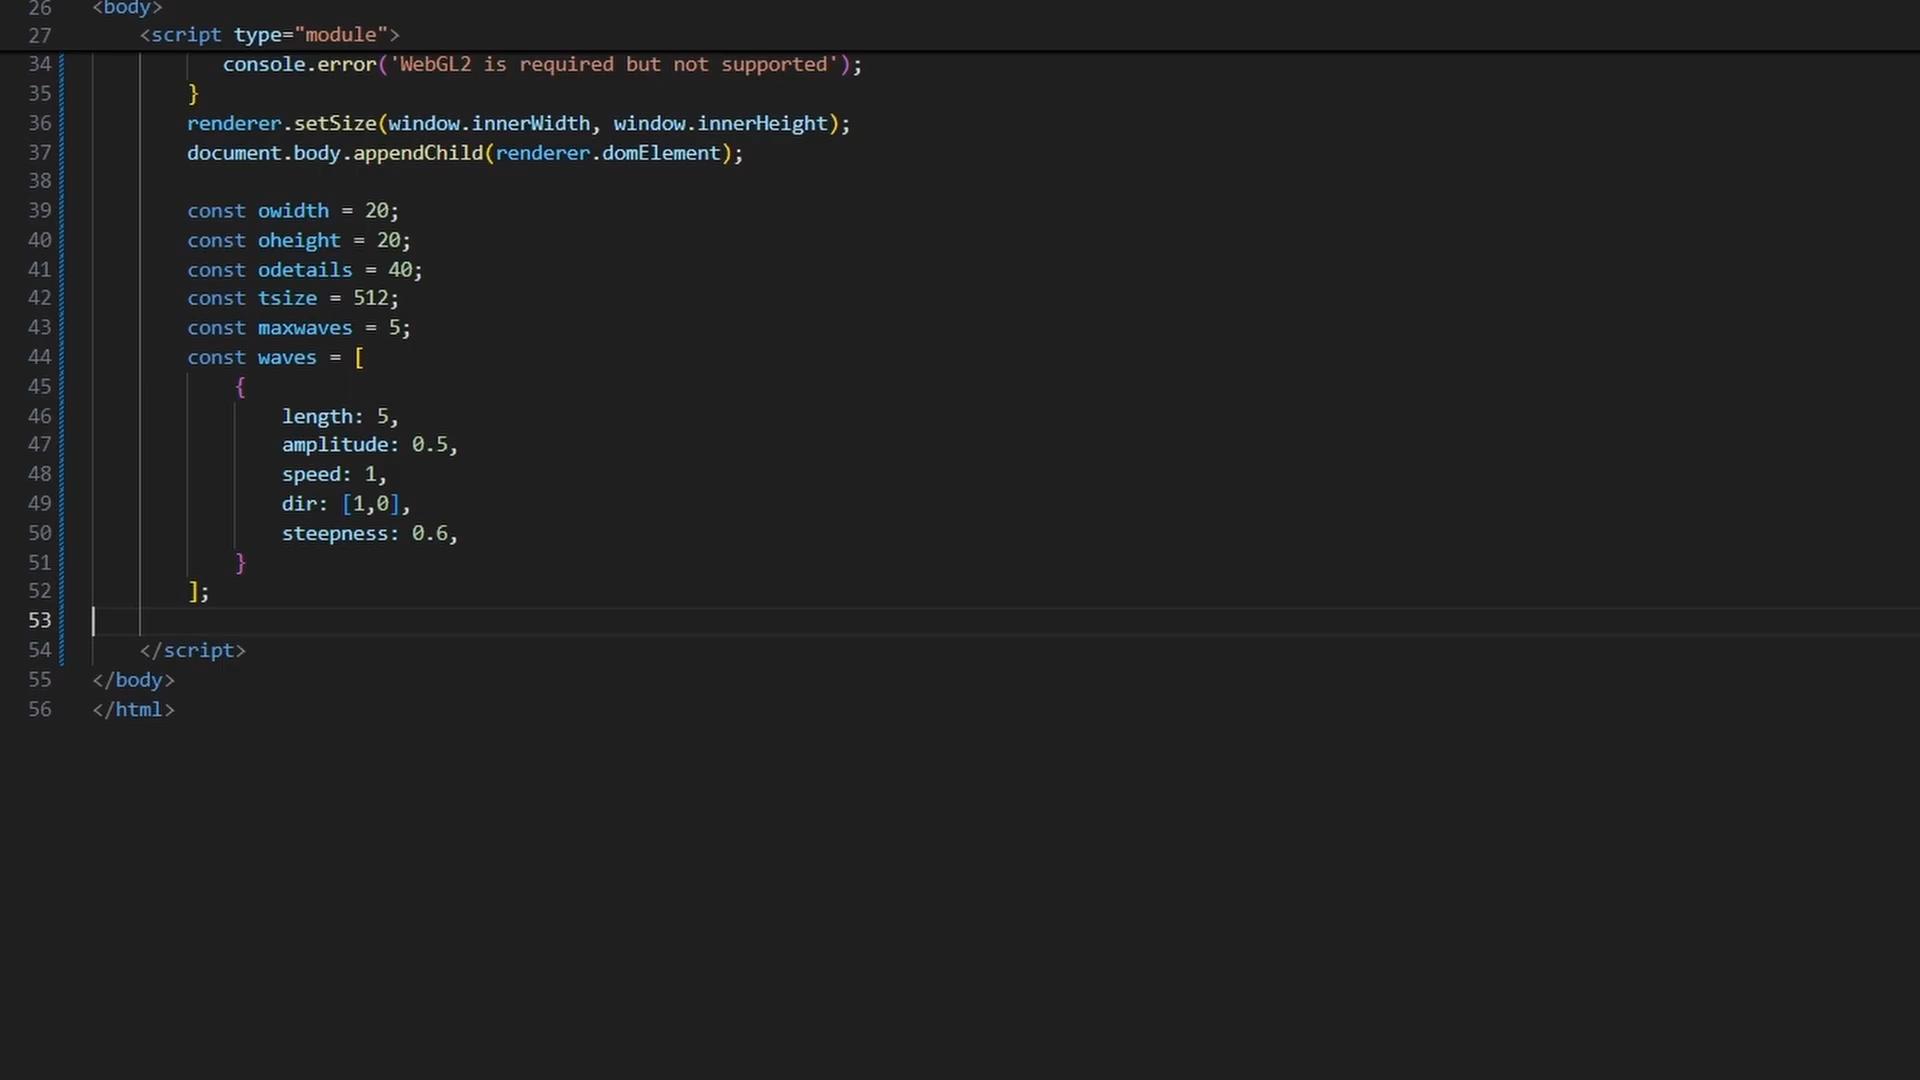 26 <body>
27 <script type="module">
34 console.error('WebGL2 is required but not supported');
35 }
36 renderer.setSize(window.innerWidth, window.innerHeight);
37 document.body.appendChild(renderer.domElement);
38
39 const owidth = 20;
40 const oheight = 20;
41 const odetails = 40;
42 const tsize = 512;
43 const maxwaves = 5;
44 const waves = [
45 {
46 length: 5,
47 amplitude: 0.5,
48 speed: 1,
49 dir: [1,0],
50 steepness: 0.6,
51 }
52 ];
53
54 </script>
55 </body>
56 </html>